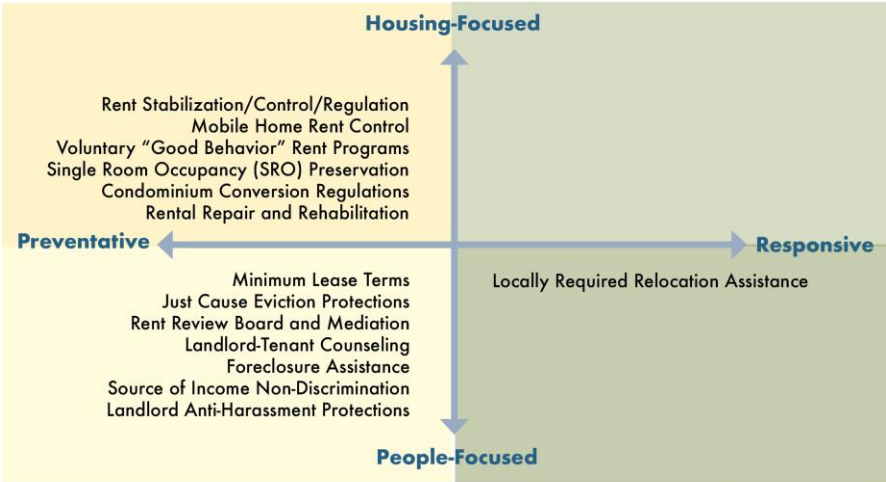 Housing-Focused
Rent Stabilization/Control/Regulation
Mobile Home Rent Control
Voluntary “Good Behavior” Rent Programs
Single Room Occupancy (SRO) Preservation
Condominium Conversion Regulations
Rental Repair and Rehabilitation
Preventative
Responsive
Minimum Lease Terms
Just Cause Eviction Protections
Rent Review Board and Mediation
Landlord-Tenant Counseling
Foreclosure Assistance
Source of Income Non-Discrimination
Landlord Anti-Harassment Protections
Locally Required Relocation Assistance
People-Focused